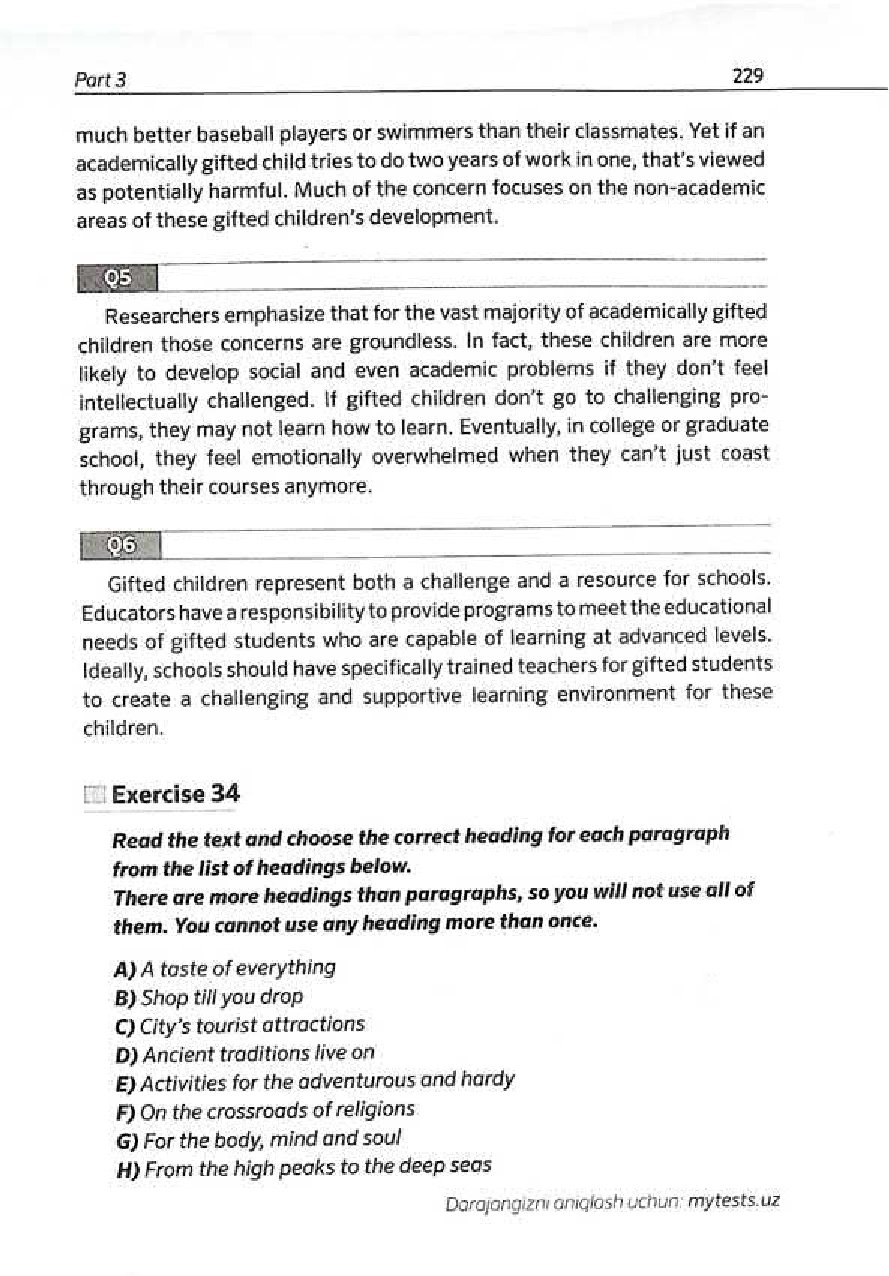 Part 3
229
much better baseball players or swimmers than their classmates. Yet if an
academically gifted child tries to do two years of work in one, that's viewed
as potentially harmful. Much of the concern focuses on the non-academic
areas of these gifted children's development.
Q5
Researchers emphasize that for the vast majority of academically gifted
children those concerns are groundless. In fact, these children are more
likely to develop social and even academic problems if they don't feel
intellectually challenged. If gifted children don't go to challenging pro-
grams, they may not learn how to learn. Eventually, in college or graduate
school, they feel emotionally overwhelmed when they can't just coast
through their courses anymore.
Q6
Gifted children represent both a challenge and a resource for schools.
Educators have a responsibility to provide programs to meet the educational
needs of gifted students who are capable of learning at advanced levels.
Ideally, schools should have specifically trained teachers for gifted students
to create a challenging and supportive learning environment for these
children.
Exercise 34
Read the text and choose the correct heading for each paragraph
from the list of headings below.
There are more headings than paragraphs, so you will not use all of
them. You cannot use any heading more than once.
A) A taste of everything
B) Shop till you drop
C) City's tourist attractions
D) Ancient traditions live on
E) Activities for the adventurous and hardy
F) On the crossroads of religions
G) For the body, mind and soul
H) From the high peaks to the deep seas
Darajangizni aniqlash uchun: mytests.uz